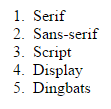 1. Serif
2. Sans-serif
3. Script
4. Display
5. Dingbats